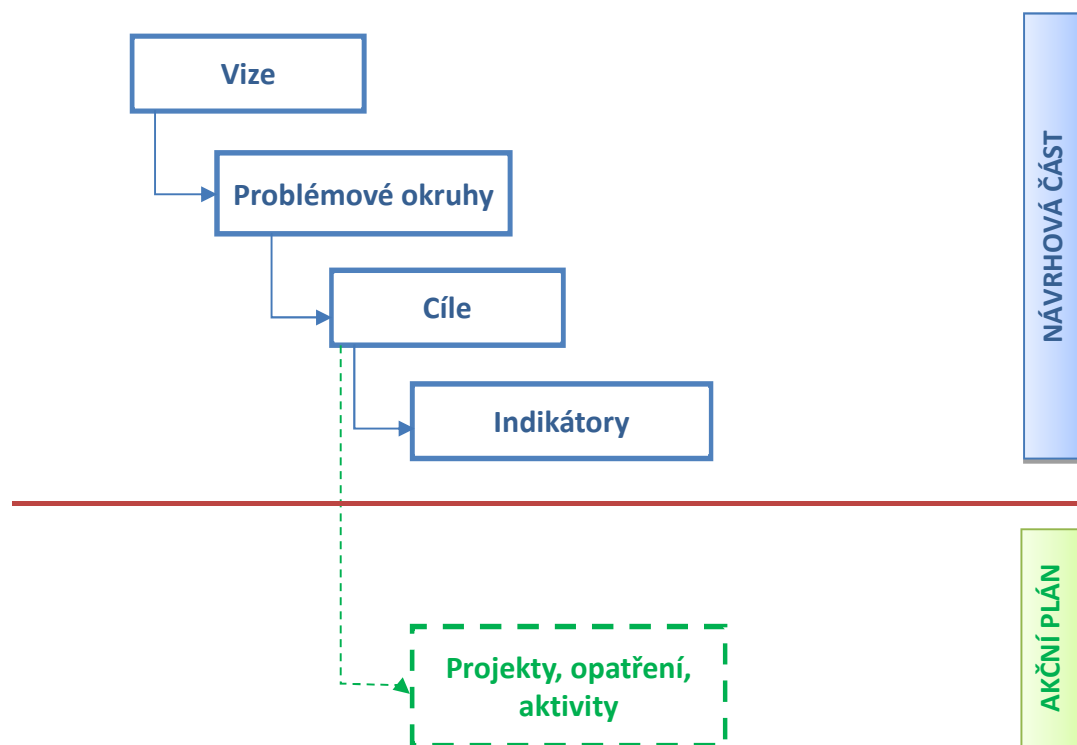 Vize
Problémové okruhy
Cíle
Indikátory
NÁVRHOVÁ ČÁST
Projekty, opatření,
aktivity
AKČNÍ PLÁN